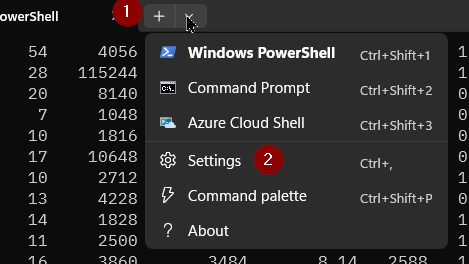 owerShell
1
54 4056
28 115244
20 8140
7 1048
10 1816
17 10648
10 2712
13 4228
14 1828
11 2500
16 3860 3484 8.14 2588
Windows PowerShell Ctrl+Shift+1
Command Prompt Ctrl+Shift+2
Azure Cloud Shell Ctrl+Shift+3
Settings 2 Ctrl+,
Command palette Ctrl+Shift+P
About